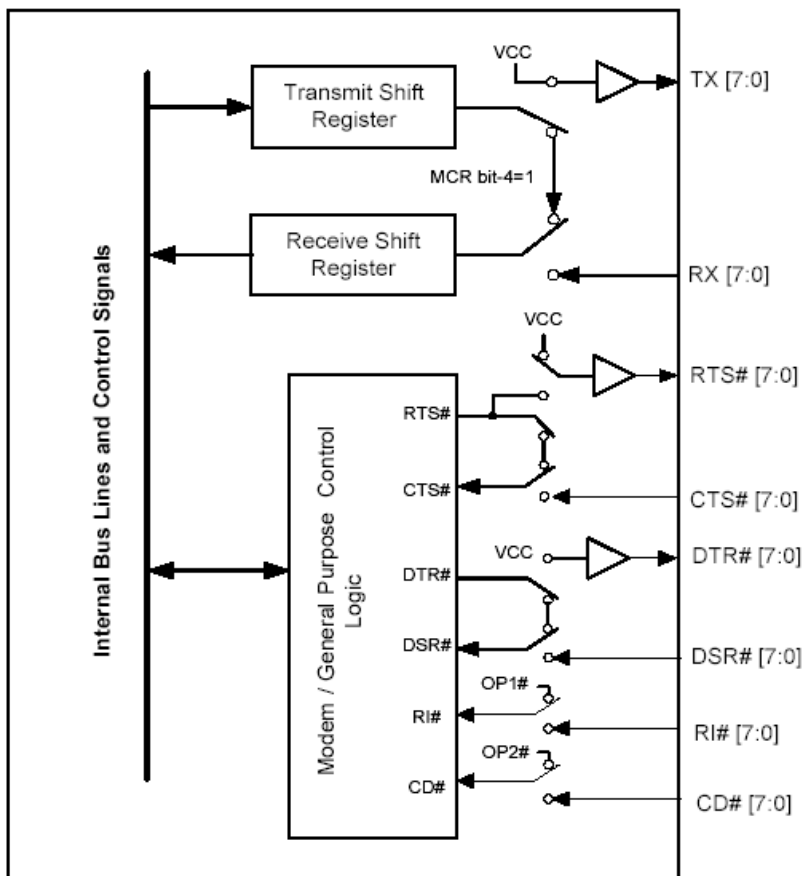 VCC
TX [7:0]
Transmit Shift
Register
MCR bit-4=1
Receive Shift
Register
RX [7:0]
Internal Bus Lines and Control Signals
VCC
RTS# [7:0]
RTS#
CTS#
CTS# [7:0]
Modem / General Purpose Control
Logic
VCC
DTR# [7:0]
DTR#
DSR#
DSR# [7:0]
OP1#
RI#
RI# [7:0]
OP2#
CD#
CD# [7:0]